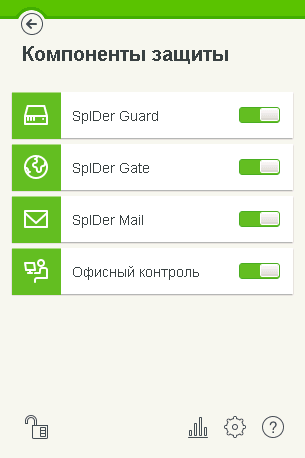 Компоненты защиты
SpIDer Guard
SpIDer Gate
SpIDer Mail
Офисный контроль
?